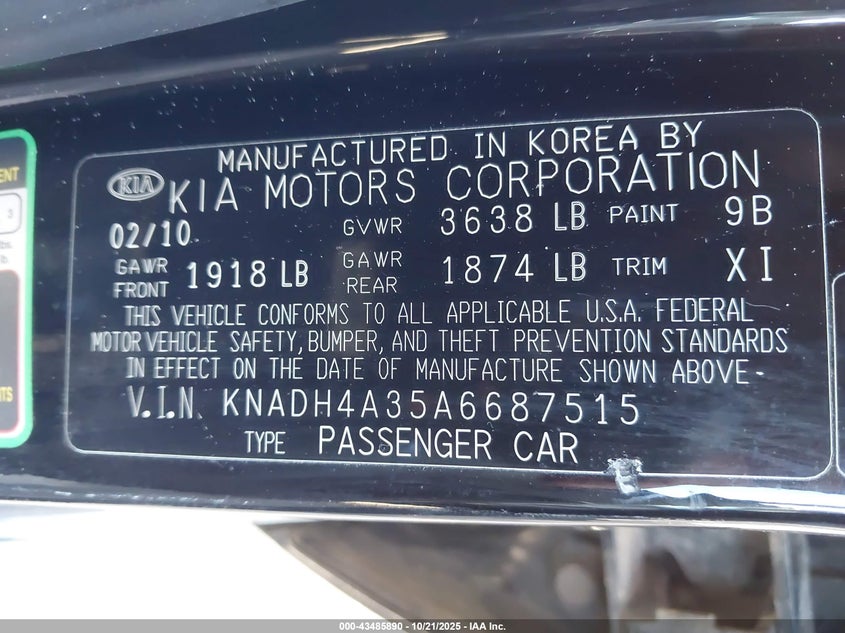 MANUFACTURED IN KOREA BY
KIA KIA MOTORS CORPORATION
02/10 GVWR 3638 LB PAINT 9B
GAWR FRONT 1918 LB GAWR REAR 1874 LB TRIM XI
THIS VEHICLE CONFORMS TO ALL APPLICABLE U.S.A. FEDERAL
MOTOR VEHICLE SAFETY, BUMPER, AND THEFT PREVENTION STANDARDS
IN EFFECT ON THE DATE OF MANUFACTURE SHOWN ABOVE.
V.I.N. KNADH4A35A6687515
TYPE PASSENGER CAR
3
lb.
000-43485890 - 10/21/2025 - IAA Inc.